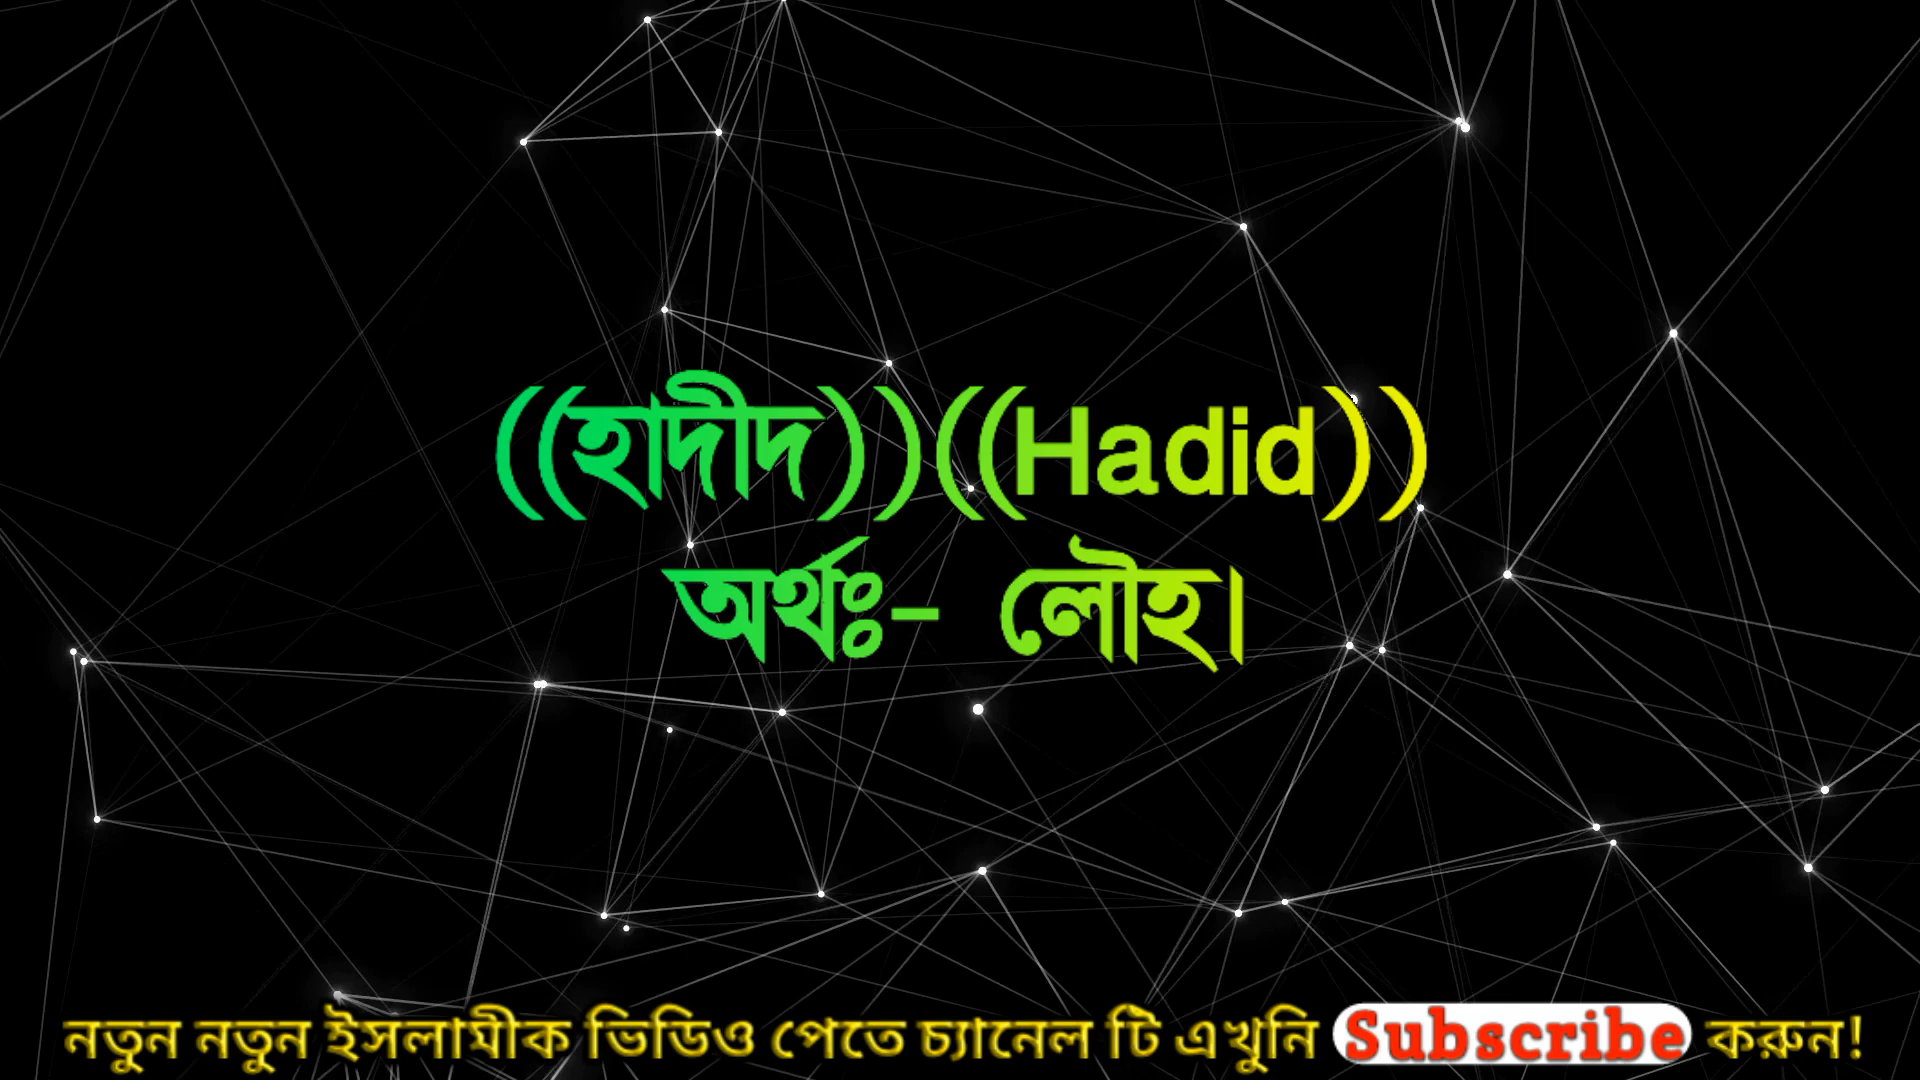 ((হাদীদ))((Hadid))
অর্থঃ- লৌহ।
নতুন নতুন ইসলামীক ভিডিও পেতে চ্যানেল টি এখুনি Subscribe করুন!